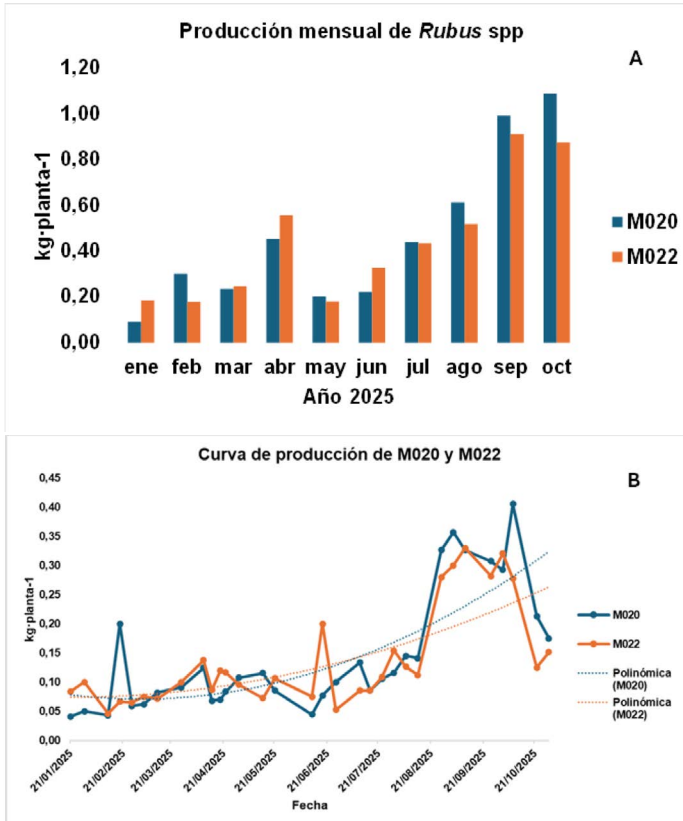 Producción mensual de Rubus spp
A
kg·planta-1
1,20
1,00
0,80
0,60
0,40
0,20
0,00
ene feb mar abr may jun jul ago sep oct
Año 2025
M020
M022
Curva de producción de M020 y M022
B
kg·planta-1
0,45
0,40
0,35
0,30
0,25
0,20
0,15
0,10
0,05
0,00
21/01/2025 21/02/2025 21/03/2025 21/04/2025 21/05/2025 21/06/2025 21/07/2025 21/08/2025 21/09/2025 21/10/2025
Fecha
M020
M022
Polinómica
(M020)
Polinómica
(M022)